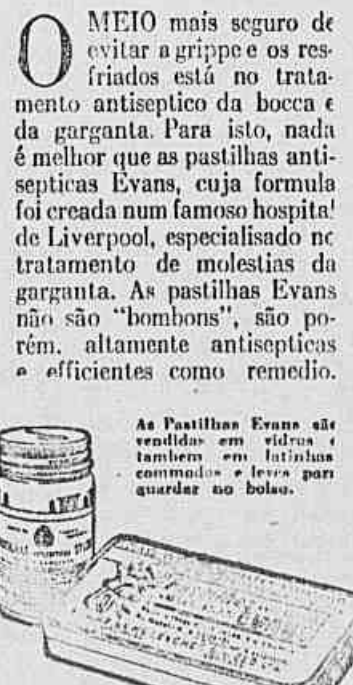 O MEIO mais seguro de
evitar a grippe e os res-
friados está no trata-
mento antiseptico da bocca e
da garganta. Para isto, nada
é melhor que as pastilhas anti-
septicas Evans, cuja formula
foi creada num famoso hospital
de Liverpool, especialisado no
tratamento de molestias da
garganta. As pastilhas Evans
não são "bombons", são po-
rém, altamente antisepticas
e efficientes como remedio.
As Pastilhas Evans são
vendidas em vidros e
tambem em latinhas
commodas e leves para
guardar no bolso.